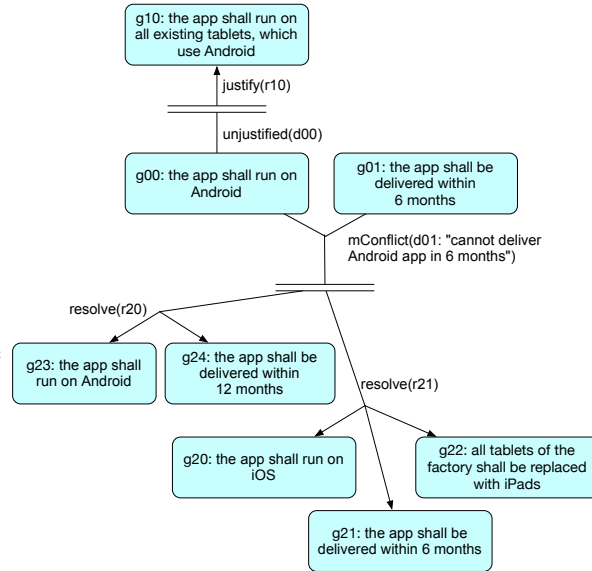 g10: the app shall run on
all existing tablets, which
use Android
justify(r10)
unjustified(d00)
g00: the app shall run on
Android
g01: the app shall be
delivered within
6 months
mConflict(d01: "cannot deliver
Android app in 6 months")
resolve(r20)
g23: the app shall
run on Android
g24: the app shall be
delivered within
12 months
resolve(r21)
g20: the app shall run on
iOS
g22: all tablets of the
factory shall be replaced
with iPads
g21: the app shall be
delivered within 6 months